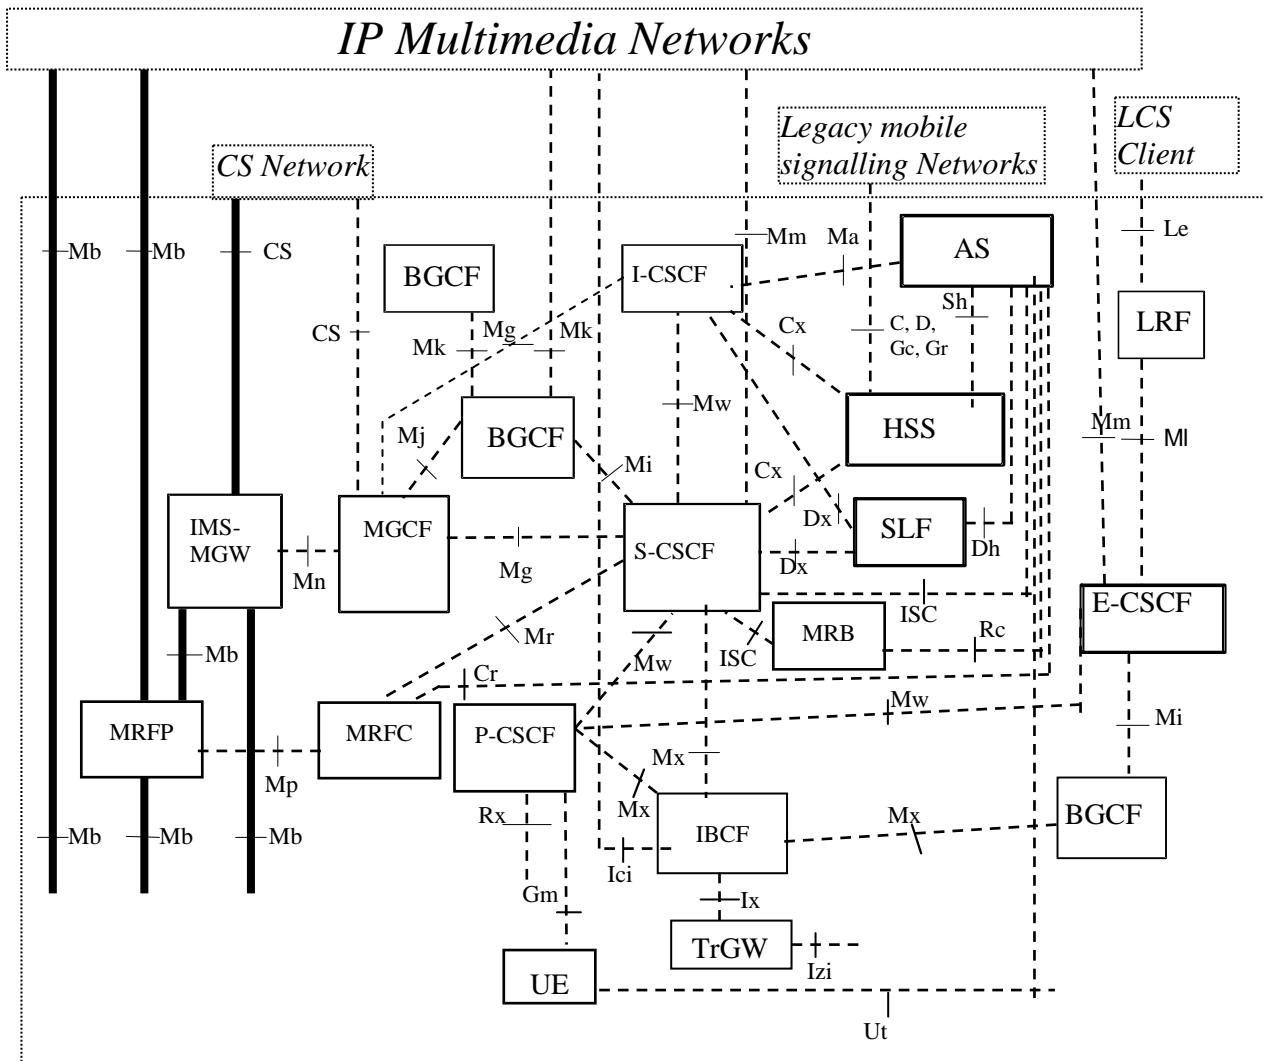 IP Multimedia Networks
CS Network
Legacy mobile
signalling Networks
LCS
Client
Mb
Mb
CS
BGCF
I-CSCF
Mm
Ma
AS
Le
Sh
LRF
CS
Mk
Mg
Mk
Cx
C, D,
Gc, Gr
Mw
HSS
Mm
MI
Mj
BGCF
Mi
Cx
IMS-
MGW
MGCF
S-CSCF
Dx
SLF
Mn
Mg
Dx
Dh
E-CSCF
ISC
Mr
MRB
Mb
Mw
ISC
Rc
Cr
Mw
MRFP
MRFC
P-CSCF
Mi
Mp
Mx
Mx
Mx
Rx
BGCF
Mb
Mb
Mb
IBCF
Ici
Gm
Ix
TrGW
Izi
UE
Ut